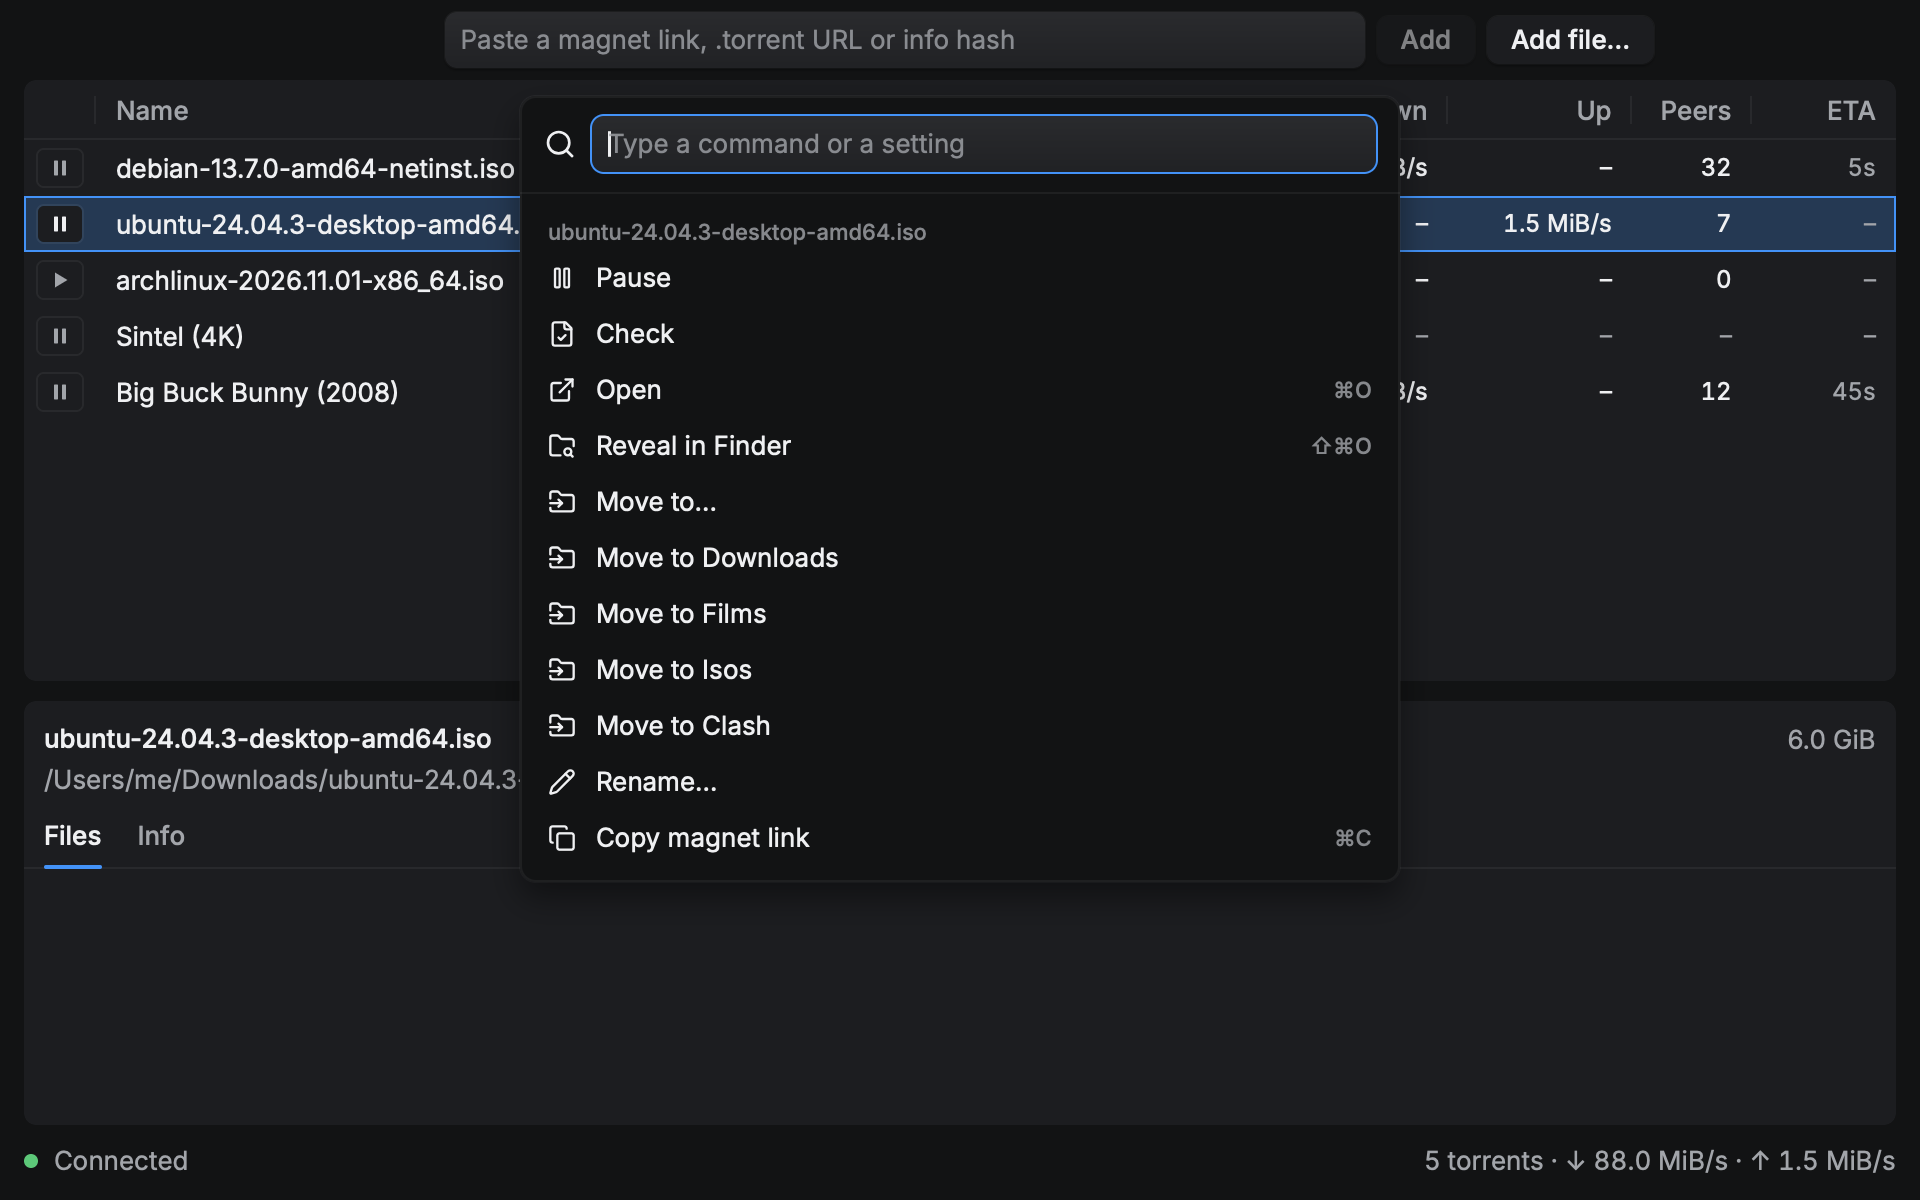 Paste a magnet link, .torrent URL or info hash
Add
Add file...
Name
Up
Peers
ETA
Type a command or a setting
debian-13.7.0-amd64-netinst.iso
/s
–
32
5s
ubuntu-24.04.3-desktop-amd64.
–
1.5 MiB/s
7
–
archlinux-2026.11.01-x86_64.iso
–
–
0
–
Sintel (4K)
–
–
–
–
Big Buck Bunny (2008)
/s
–
12
45s
ubuntu-24.04.3-desktop-amd64.iso
Pause
Check
Open ⌘O
Reveal in Finder ⇧⌘O
Move to...
Move to Downloads
Move to Films
Move to Isos
Move to Clash
Rename...
Copy magnet link ⌘C
ubuntu-24.04.3-desktop-amd64.iso
6.0 GiB
/Users/me/Downloads/ubuntu-24.04.3-
Files
Info
Connected
5 torrents · ↓ 88.0 MiB/s · ↑ 1.5 MiB/s